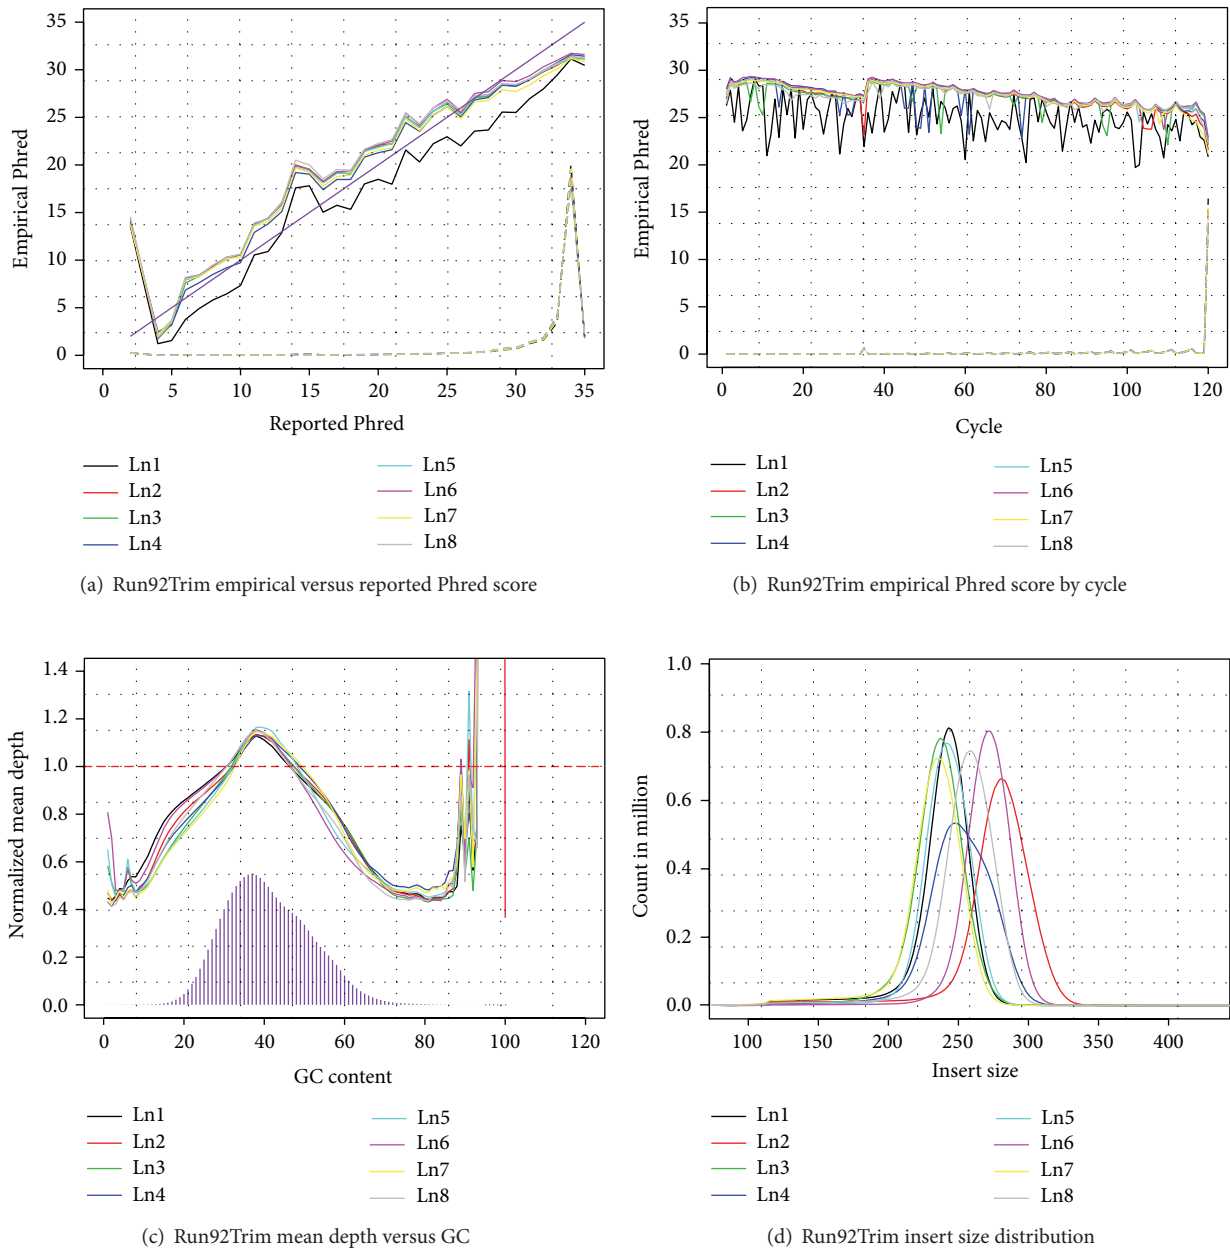 35
30
25
20
15
10
5
0
Empirical Phred
0 5 10 15 20 25 30 35
Reported Phred
Ln1
Ln2
Ln3
Ln4
Ln5
Ln6
Ln7
Ln8
(a) Run92Trim empirical versus reported Phred score
35
30
25
20
15
10
5
0
Empirical Phred
0 20 40 60 80 100 120
Cycle
Ln1
Ln2
Ln3
Ln4
Ln5
Ln6
Ln7
Ln8
(b) Run92Trim empirical Phred score by cycle
1.4
1.2
1.0
0.8
0.6
0.4
0.2
0.0
Normalized mean depth
0 20 40 60 80 100 120
GC content
Ln1
Ln2
Ln3
Ln4
Ln5
Ln6
Ln7
Ln8
(c) Run92Trim mean depth versus GC
1.0
0.8
0.6
0.4
0.2
0.0
Count in million
100 150 200 250 300 350 400
Insert size
Ln1
Ln2
Ln3
Ln4
Ln5
Ln6
Ln7
Ln8
(d) Run92Trim insert size distribution